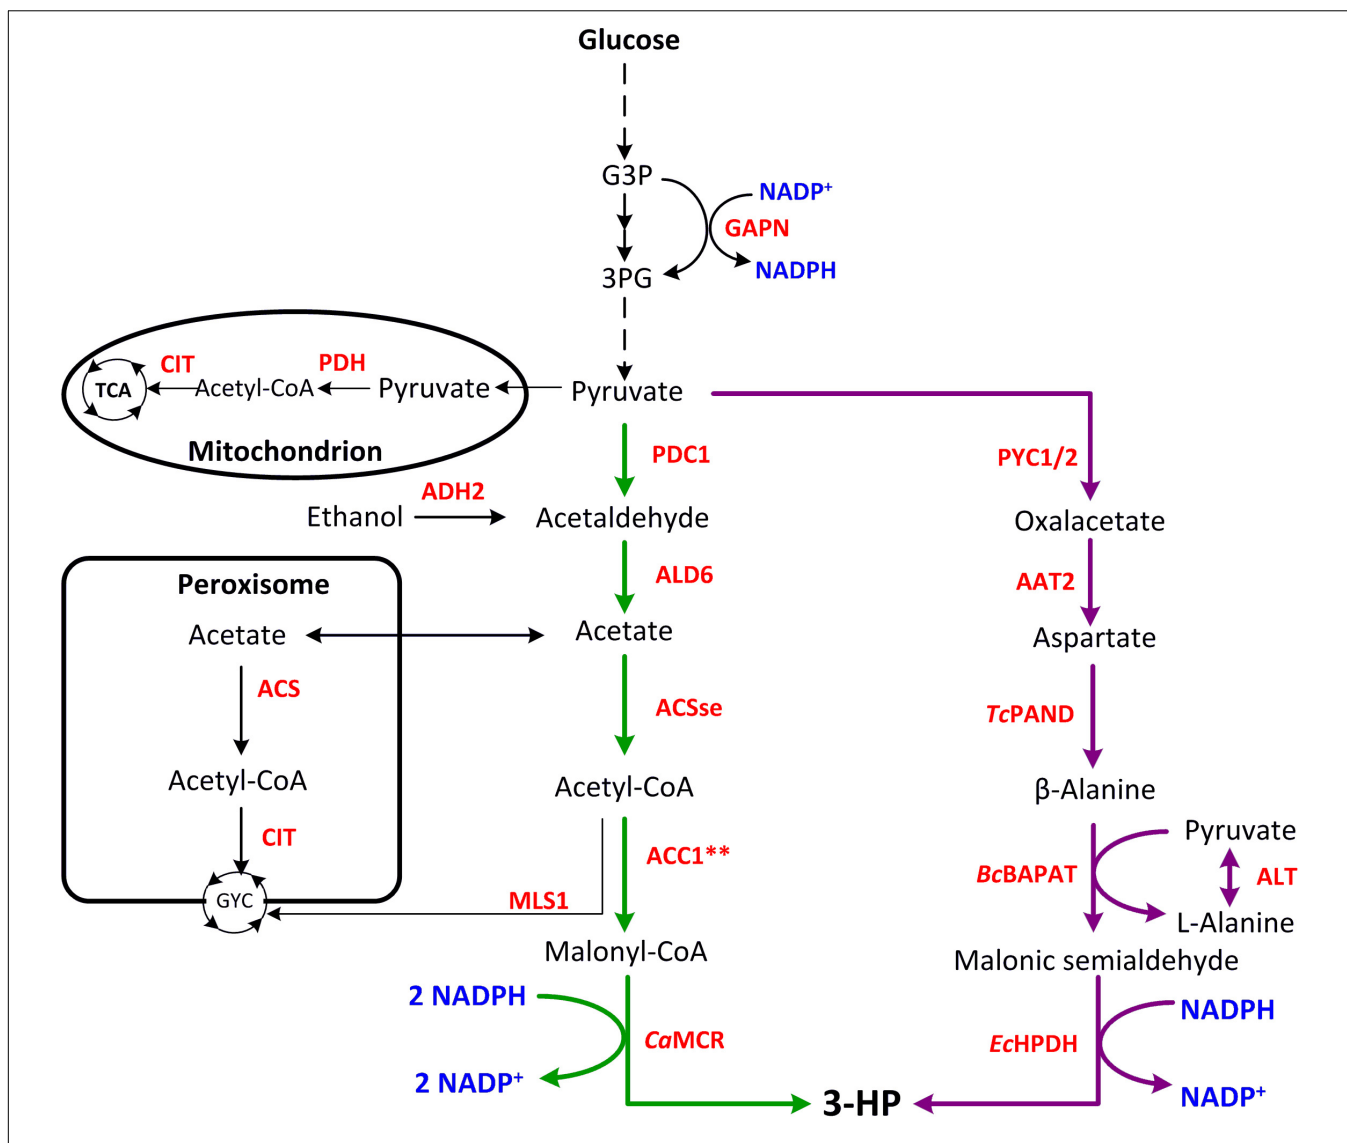 Glucose
G3P
NADP+
GAPN
3PG
NADPH
CIT
PDH
TCA
Acetyl-CoA
Pyruvate
Pyruvate
Mitochondrion
PDC1
PYC1/2
ADH2
Ethanol
Acetaldehyde
Oxalacetate
Peroxisome
ALD6
AAT2
Acetate
Acetate
Aspartate
ACS
ACSse
TcPAND
Acetyl-CoA
Acetyl-CoA
β-Alanine
CIT
ACC1**
Pyruvate
BcBAPAT
ALT
GYC
MLS1
L-Alanine
Malonyl-CoA
Malonic semialdehyde
2 NADPH
NADPH
CaMCR
EcHPDH
2 NADP+
NADP+
3-HP